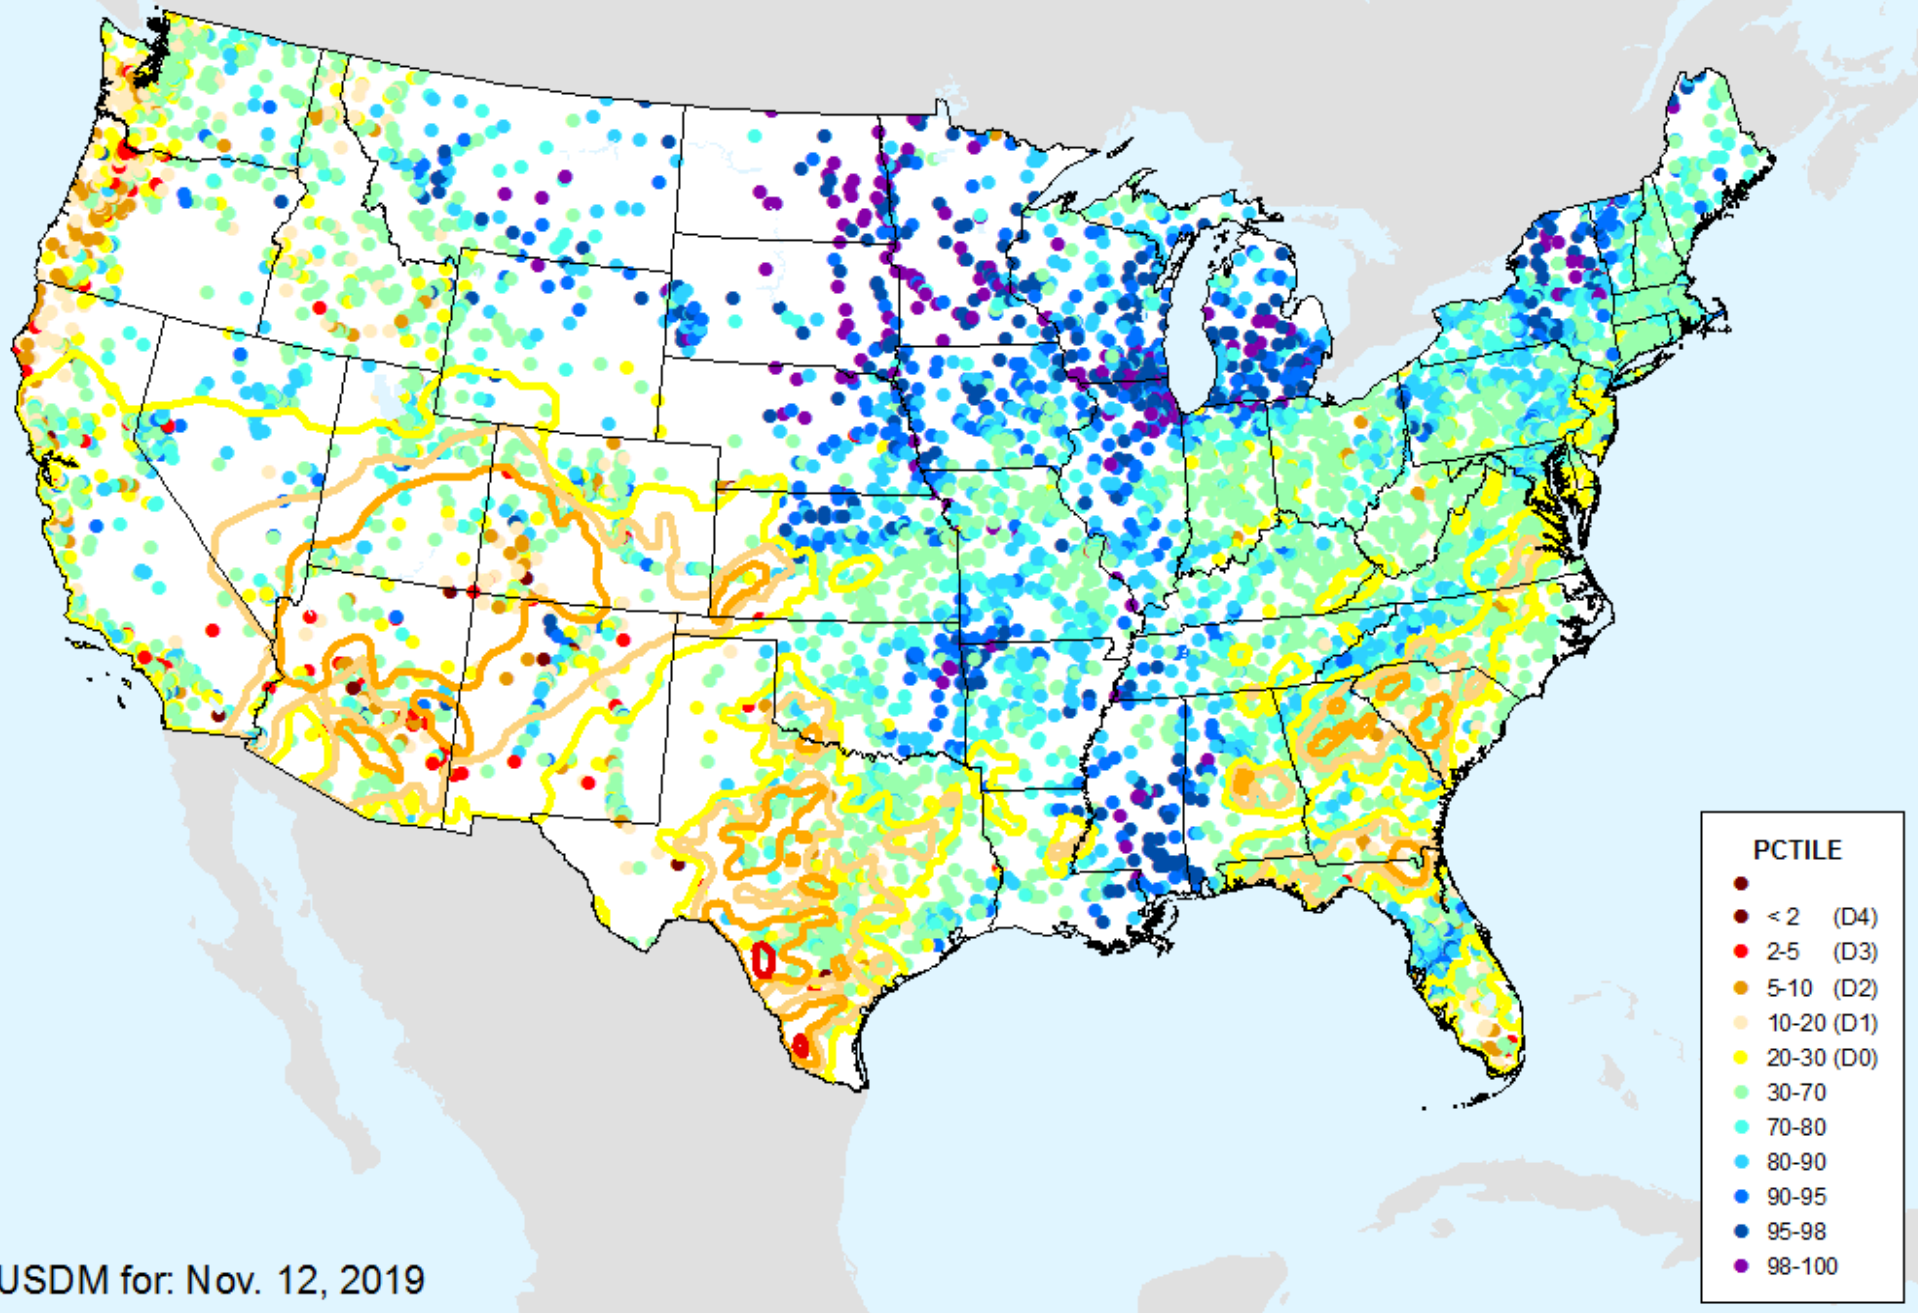 PCTILE
< 2 (D4)
2-5 (D3)
5-10 (D2)
10-20 (D1)
20-30 (D0)
30-70
70-80
80-90
90-95
95-98
98-100
USDM for: Nov. 12, 2019